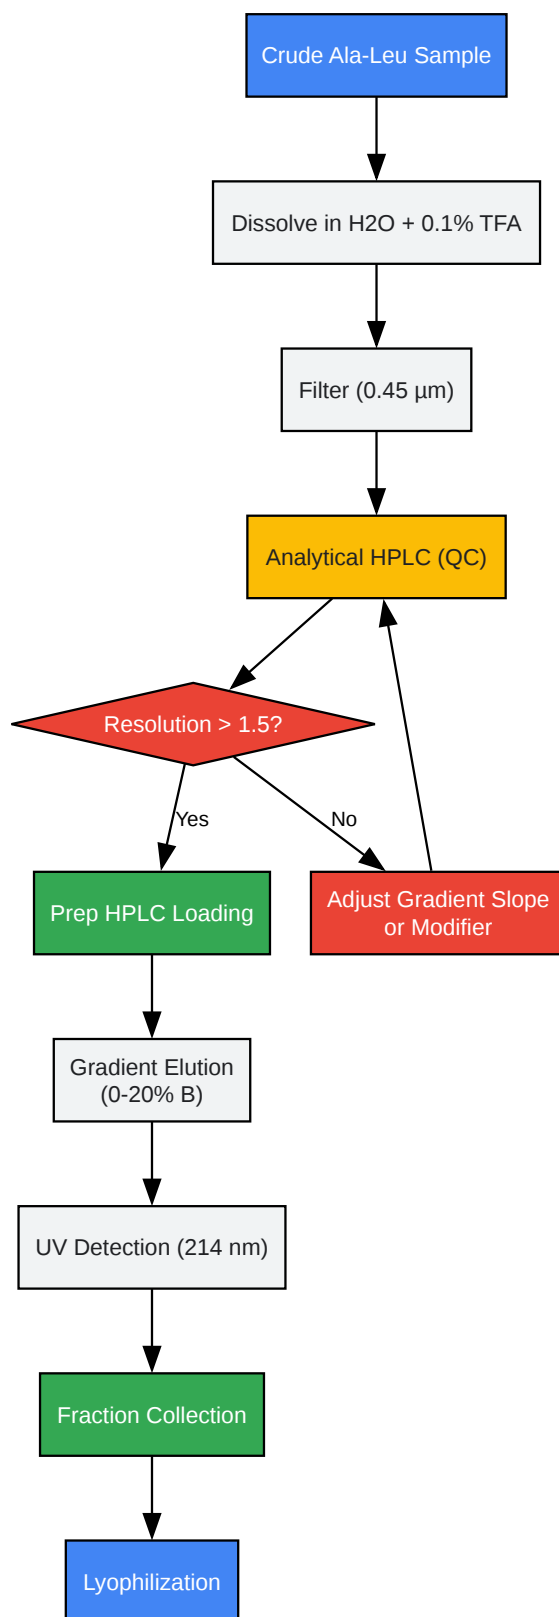 Crude Ala-Leu Sample
Dissolve in H2O + 0.1% TFA
Filter (0.45 µm)
Analytical HPLC (QC)
Resolution > 1.5?
Yes
No
Prep HPLC Loading
Adjust Gradient Slope
or Modifier
Gradient Elution
(0-20% B)
UV Detection (214 nm)
Fraction Collection
Lyophilization